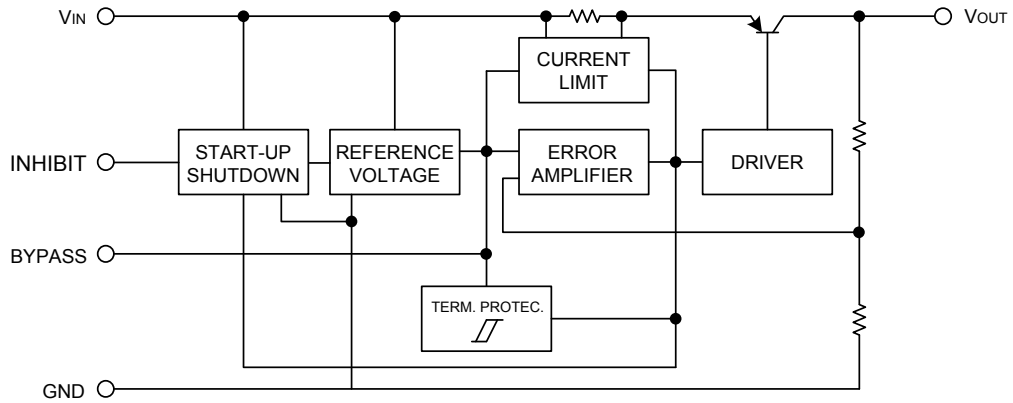 VIN
VOUT
CURRENT
LIMIT
INHIBIT
START-UP
SHUTDOWN
REFERENCE
VOLTAGE
ERROR
AMPLIFIER
DRIVER
BYPASS
TERM. PROTEC.
GND